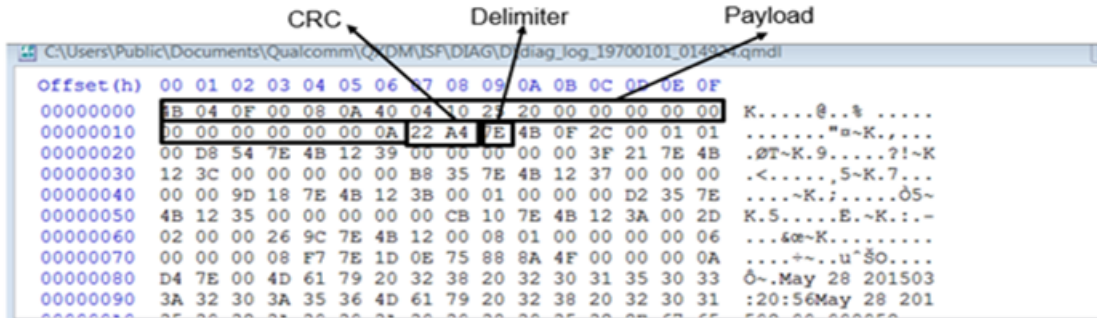 CRC Delimiter Payload
C:\Users\Public\Documents\Qualcomm\QXDM\ISF\DIAG\D\diag_log_19700101_014924.qmdl
Offset(h) 00 01 02 03 04 05 06 07 08 09 0A 0B 0C 0D 0E 0F
00000000 4B 04 0F 00 08 0A 40 04 10 25 20 00 00 00 00 00 K.....@..% .....
00000010 00 00 00 00 00 00 0A 22 A4 7E 4B 0F 2C 00 01 01 ......."¤~K.,...
00000020 00 D8 54 7E 4B 12 39 00 00 00 00 00 3F 21 7E 4B .ØT~K.9.....?!~K
00000030 12 3C 00 00 00 00 00 B8 35 7E 4B 12 37 00 00 00 .<.....¸5~K.7...
00000040 00 00 9D 18 7E 4B 12 3B 00 01 00 00 00 D2 35 7E ....~K.;.....Ò5~
00000050 4B 12 35 00 00 00 00 00 CB 10 7E 4B 12 3A 00 2D K.5.....Ë.~K.:.-
00000060 02 00 00 26 9C 7E 4B 12 00 08 01 00 00 00 00 06 ...&œ~K.........
00000070 00 00 00 08 F7 7E 1D 0E 75 88 8A 4F 00 00 00 0A ....÷~..uˆŠO....
00000080 D4 7E 00 4D 61 79 20 32 38 20 32 30 31 35 30 33 Ô~.May 28 201503
00000090 3A 32 30 3A 35 36 4D 61 79 20 32 38 20 32 30 31 :20:56May 28 201